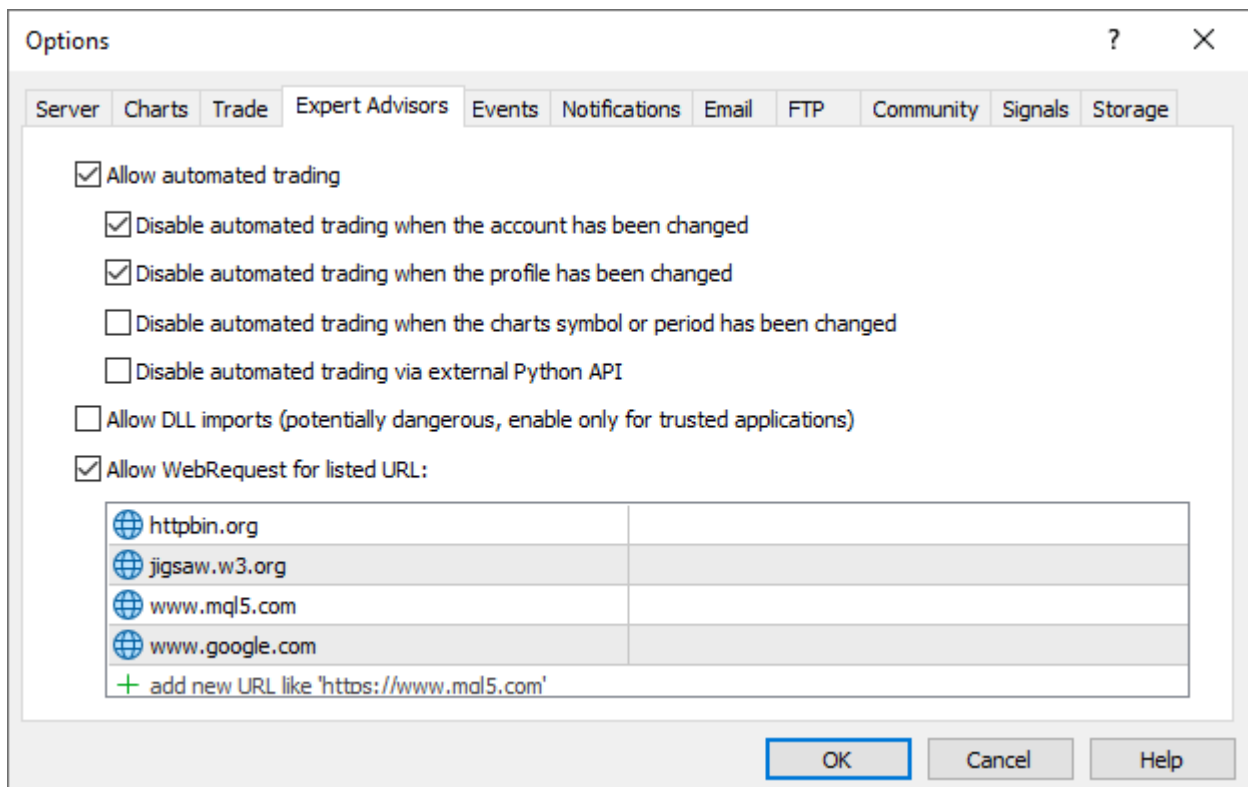 Options
Server Charts Trade Expert Advisors Events Notifications Email FTP Community Signals Storage
Allow automated trading
Disable automated trading when the account has been changed
Disable automated trading when the profile has been changed
Disable automated trading when the charts symbol or period has been changed
Disable automated trading via external Python API
Allow DLL imports (potentially dangerous, enable only for trusted applications)
Allow WebRequest for listed URL:
httpbin.org
jigsaw.w3.org
www.mql5.com
www.google.com
add new URL like 'https://www.mql5.com'
OK Cancel Help